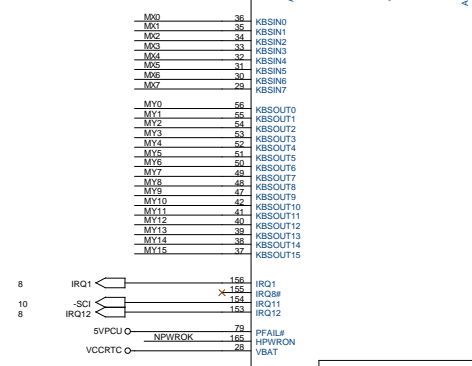 MX0 36 KBSIN0
MX1 35 KBSIN1
MX2 34 KBSIN2
MX3 33 KBSIN3
MX4 32 KBSIN4
MX5 31 KBSIN5
MX6 30 KBSIN6
MX7 29 KBSIN7
MY0 56 KBSOUT0
MY1 55 KBSOUT1
MY2 54 KBSOUT2
MY3 53 KBSOUT3
MY4 52 KBSOUT4
MY5 51 KBSOUT5
MY6 50 KBSOUT6
MY7 49 KBSOUT7
MY8 48 KBSOUT8
MY9 47 KBSOUT9
MY10 42 KBSOUT10
MY11 41 KBSOUT11
MY12 40 KBSOUT12
MY13 39 KBSOUT13
MY14 38 KBSOUT14
MY15 37 KBSOUT15
8 IRQ1 156 IRQ1
155 IRQ8#
10 -SCI 154 IRQ11
8 IRQ12 153 IRQ12
5VPCU 79 PFAIL#
NPWROK 165 HPWRON
VCCRTC 28 VBAT